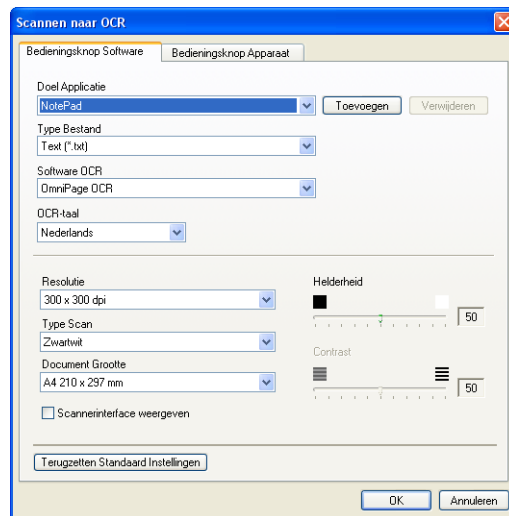 Scannen naar OCR
Bedieningsknop Software
Bedieningsknop Apparaat
Doel Applicatie
NotePad
Toevoegen
Verwijderen
Type Bestand
Text (*.txt)
Software OCR
OmniPage OCR
OCR-taal
Nederlands
Resolutie
300 x 300 dpi
Type Scan
Zwartwit
Document Grootte
A4 210 x 297 mm
Scannerinterface weergeven
Helderheid
50
Contrast
50
Terugzetten Standaard Instellingen
OK
Annuleren